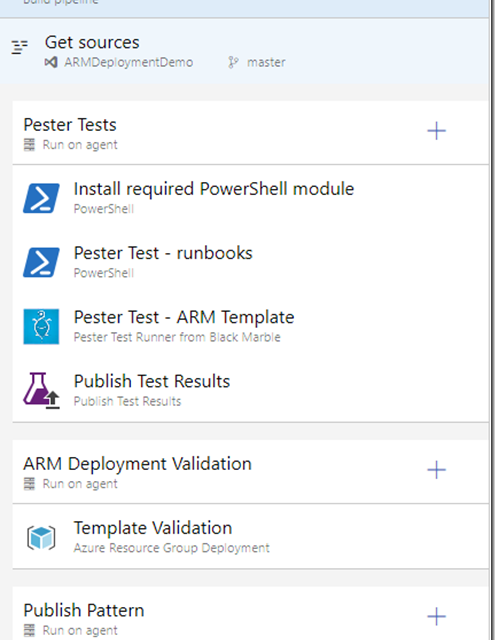 Build pipeline
Get sources
ARMDeploymentDemo master
Pester Tests
Run on agent
Install required PowerShell module
PowerShell
Pester Test - runbooks
PowerShell
Pester Test - ARM Template
Pester Test Runner from Black Marble
Publish Test Results
Publish Test Results
ARM Deployment Validation
Run on agent
Template Validation
Azure Resource Group Deployment
Publish Pattern
Run on agent